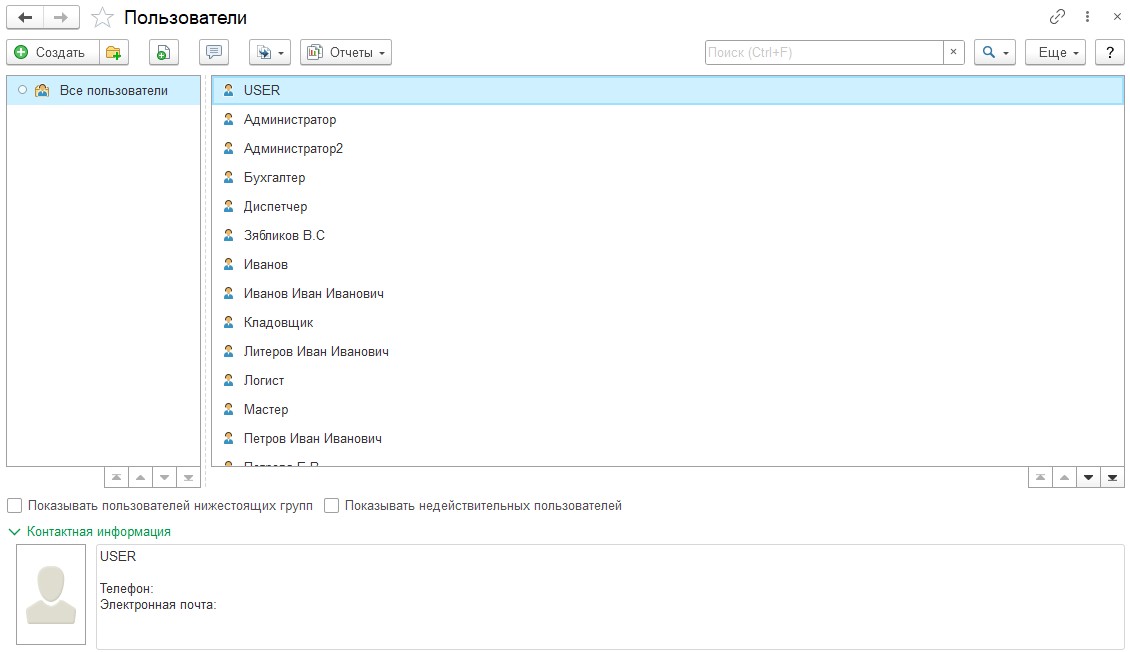 Пользователи
Создать
Отчеты
Поиск (Ctrl+F)
×
Еще
?
Все пользователи
USER
Администратор
Администратор2
Бухгалтер
Диспетчер
Зябликов В.С
Иванов
Иванов Иван Иванович
Кладовщик
Литеров Иван Иванович
Логист
Мастер
Петров Иван Иванович
Показывать пользователей нижестоящих групп
Показывать недействительных пользователей
Контактная информация
USER
Телефон:
Электронная почта: